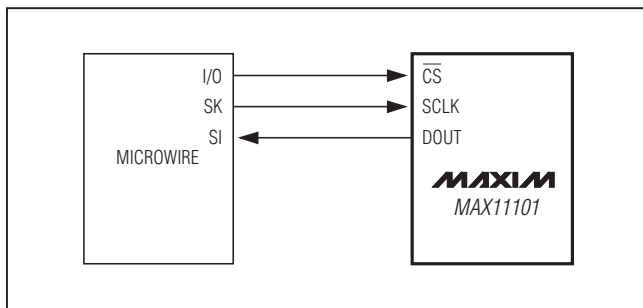 I/O
SK
SI
MICROWIRE
CS
SCLK
DOUT
MAXIM
MAX11101